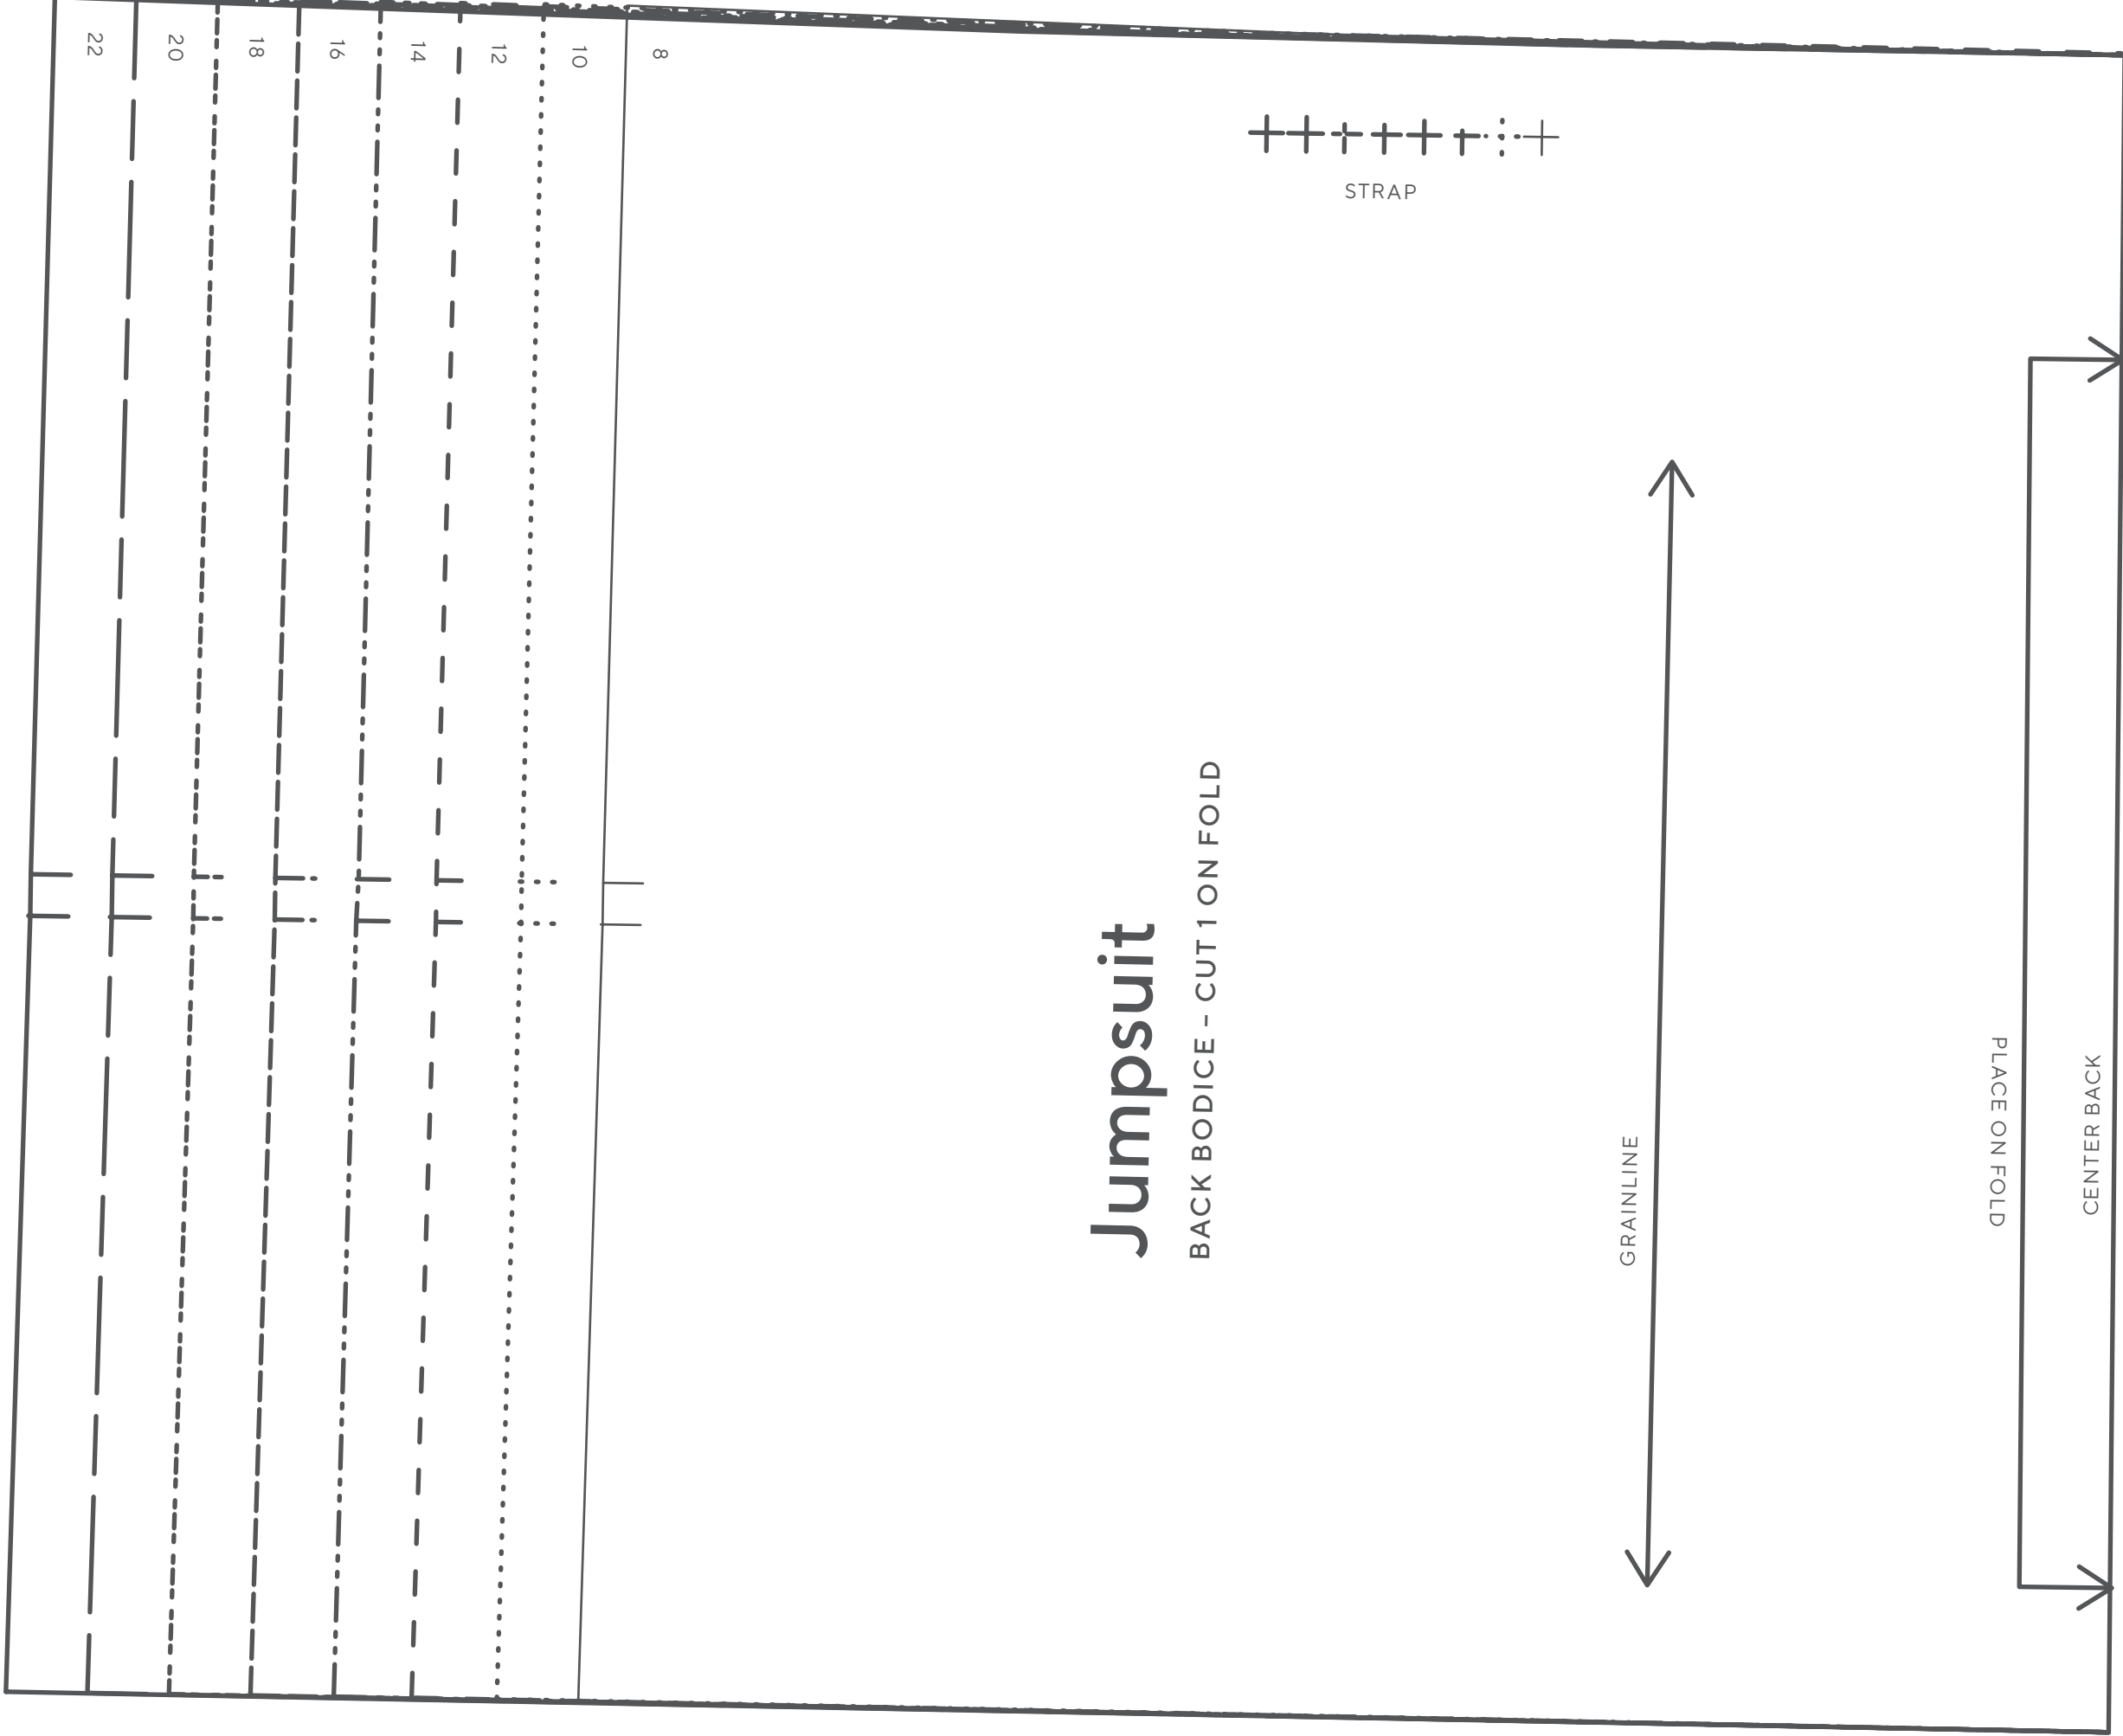 22
20
18
16
14
12
10
8
STRAP
Jumpsuit
BACK BODICE – CUT 1 ON FOLD
GRAINLINE
PLACE ON FOLD
CENTER BACK